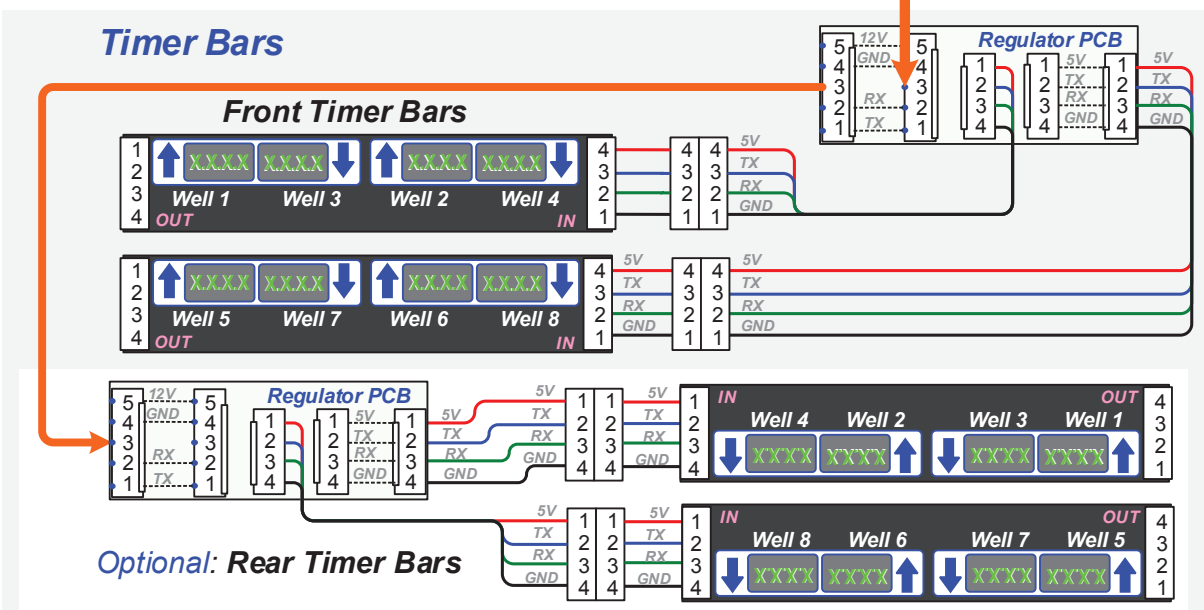 Timer Bars
Regulator PCB
5 12V 5
4 GND 4
3 3
2 RX 2
1 TX 1
1 2 3 4
1 5V 1 5V
2 TX 2 TX
3 RX 3 RX
4 GND 4 GND
Front Timer Bars
1 X.X.X.X X.X.X.X X.X.X.X X.X.X.X 4 4 4 5V
2 3 3 3 TX
3 Well 1 Well 3 Well 2 Well 4 2 2 2 RX
4 OUT IN 1 1 1 GND
1 X.X.X.X X.X.X.X X.X.X.X X.X.X.X 4 5V 4 4 5V
2 3 TX 3 3 TX
3 Well 5 Well 7 Well 6 Well 8 2 RX 2 2 RX
4 OUT IN 1 GND 1 1 GND
Regulator PCB
5 12V 5
4 GND 4
3 3
2 RX 2
1 TX 1
1 2 3 4
1 5V 1 5V 5V 1 1 5V 1 IN OUT 4
2 TX 2 TX TX 2 2 TX 2 Well 4 Well 2 Well 3 Well 1 3
3 RX 3 RX RX 3 3 RX 3 X.X.X.X X.X.X.X X.X.X.X X.X.X.X 2
4 GND 4 GND GND 4 4 GND 4 1
5V 1 1 5V 1 IN OUT 4
TX 2 2 TX 2 Well 8 Well 6 Well 7 Well 5 3
RX 3 3 RX 3 X.X.X.X X.X.X.X X.X.X.X X.X.X.X 2
GND 4 4 GND 4 1
Optional: Rear Timer Bars